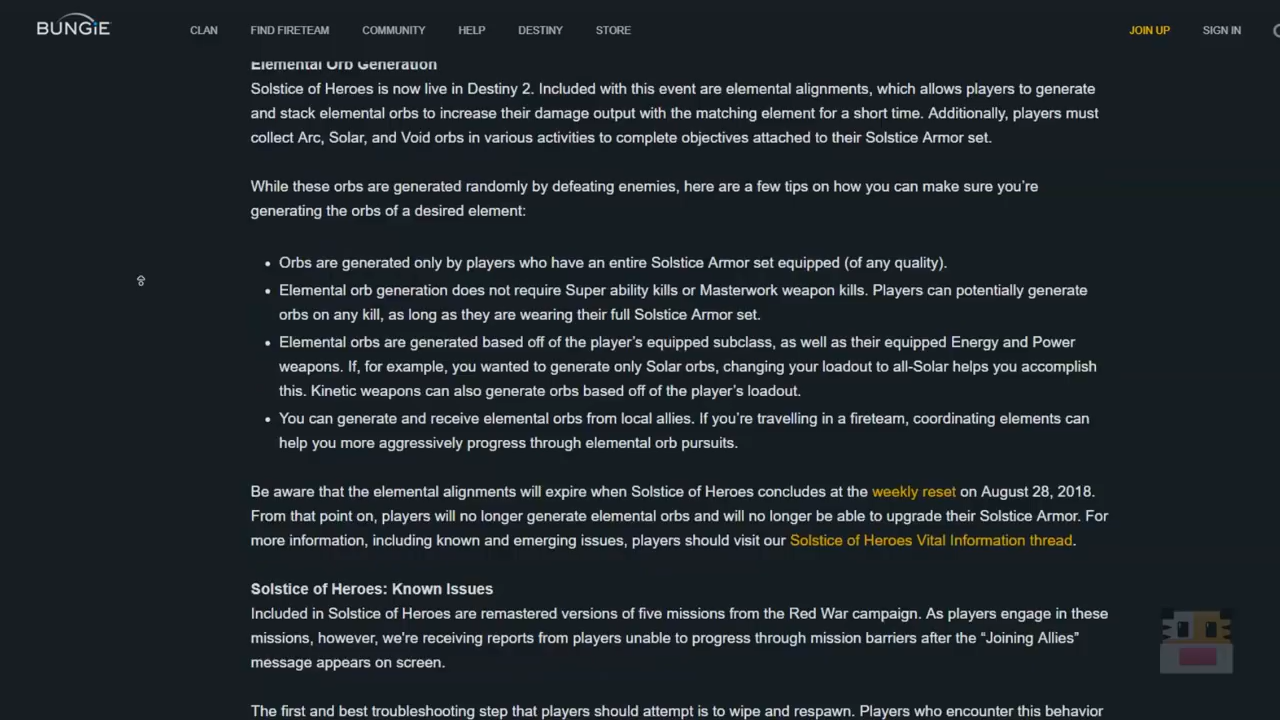 BUNGiE
CLAN FIND FIRETEAM COMMUNITY HELP DESTINY STORE JOIN UP SIGN IN
Elemental Orb Generation
Solstice of Heroes is now live in Destiny 2. Included with this event are elemental alignments, which allows players to generate
and stack elemental orbs to increase their damage output with the matching element for a short time. Additionally, players must
collect Arc, Solar, and Void orbs in various activities to complete objectives attached to their Solstice Armor set.
While these orbs are generated randomly by defeating enemies, here are a few tips on how you can make sure you're
generating the orbs of a desired element:
• Orbs are generated only by players who have an entire Solstice Armor set equipped (of any quality).
• Elemental orb generation does not require Super ability kills or Masterwork weapon kills. Players can potentially generate
orbs on any kill, as long as they are wearing their full Solstice Armor set.
• Elemental orbs are generated based off of the player's equipped subclass, as well as their equipped Energy and Power
weapons. If, for example, you wanted to generate only Solar orbs, changing your loadout to all-Solar helps you accomplish
this. Kinetic weapons can also generate orbs based off of the player's loadout.
• You can generate and receive elemental orbs from local allies. If you're travelling in a fireteam, coordinating elements can
help you more aggressively progress through elemental orb pursuits.
Be aware that the elemental alignments will expire when Solstice of Heroes concludes at the weekly reset on August 28, 2018.
From that point on, players will no longer generate elemental orbs and will no longer be able to upgrade their Solstice Armor. For
more information, including known and emerging issues, players should visit our Solstice of Heroes Vital Information thread.
Solstice of Heroes: Known Issues
Included in Solstice of Heroes are remastered versions of five missions from the Red War campaign. As players engage in these
missions, however, we're receiving reports from players unable to progress through mission barriers after the “Joining Allies”
message appears on screen.
The first and best troubleshooting step that players should attempt is to wipe and respawn. Players who encounter this behavior